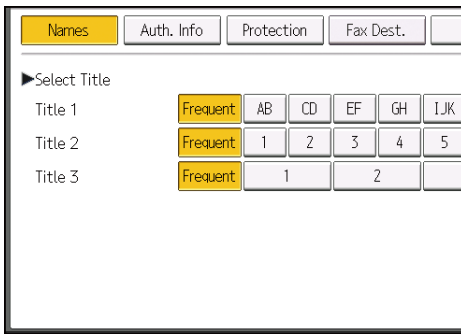 Names Auth. Info Protection Fax Dest.
▶Select Title
Title 1 Frequent AB CD EF GH IJK
Title 2 Frequent 1 2 3 4 5
Title 3 Frequent 1 2